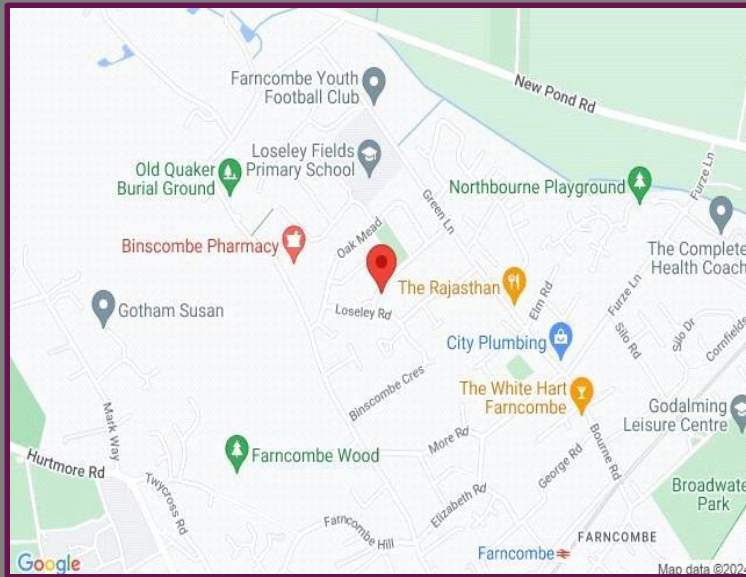 New Pond Rd
Farncombe Youth
Football Club
Loseley Fields
Primary School
Old Quaker
Burial Ground
Northbourne Playground
Furze Ln
Green Ln
Oak Mead
Binscombe Pharmacy
The Complete
Health Coach
The Rajasthan
Elm Rd
Furze Ln
Gotham Susan
Loseley Rd
City Plumbing
Silo Rd
Silo Dr
Cornfields
Binscombe Cres
The White Hart
Farncombe
Godalming
Leisure Centre
Mark Way
More Rd
George Rd
Bourne Rd
Hurtmore Rd
Farncombe Wood
Twycross Rd
Elizabeth Rd
Broadwate
Park
Farncombe Hill
FARNCOMBE
Farncombe
Google
Map data ©2024